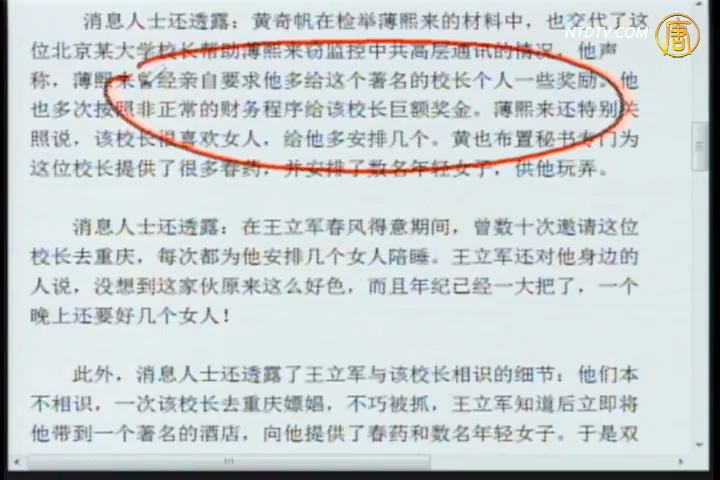 消息人士还透露：黄奇帆在检举薄熙来的材料中，也交代了这
位北京某大学校长帮助薄熙来窃监控中共高层通讯的情况。他声
称，薄熙来曾经亲自要求他多给这个著名的校长个人一些奖励。他
也多次按照非正常的财务程序给该校长巨额奖金。薄熙来还特别关
照说，该校长很喜欢女人，给他多安排几个。黄也布置秘书专门为
这位校长提供了很多春药，并安排了数名年轻女子，供他玩弄。
消息人士还透露：在王立军春风得意期间，曾数十次邀请这位
校长去重庆，每次都为他安排几个女人陪睡。王立军还对他身边的
人说，没想到这家伙原来这么好色，而且年纪已经一大把了，一个
晚上还要好几个女人！
此外，消息人士还透露了王立军与该校长相识的细节：他们本
不相识，一次该校长去重庆嫖娼，不巧被抓，王立军知道后立即将
他带到一个著名的酒店，向他提供了春药和数名年轻女子。于是双
NTDTV.COM
唐